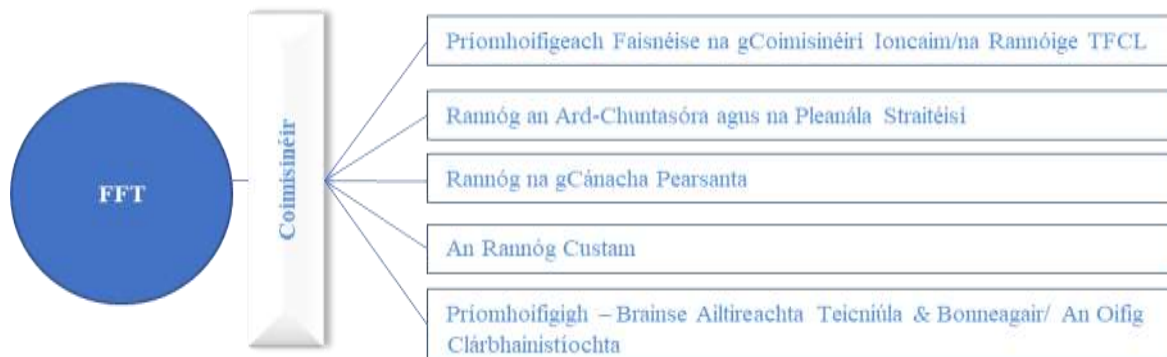 FFT
Coimisinéir
Príomhoifigeach Faisnéise na gCoimisinéirí Ioncaim/na Rannóige TFCL
Rannóg an Ard-Chuntasóra agus na Pleanála Straitéisí
Rannóg na gCánacha Pearsanta
An Rannóg Custam
Príomhoifigigh – Brainse Ailtireachta Teicniúla & Bonneagair/ An Oifig
Clárbhainistíochta